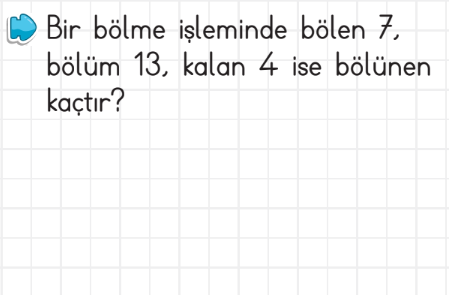 Bir bölme işleminde bölen 7,
bölüm 13, kalan 4 ise bölünen
kaçtır?